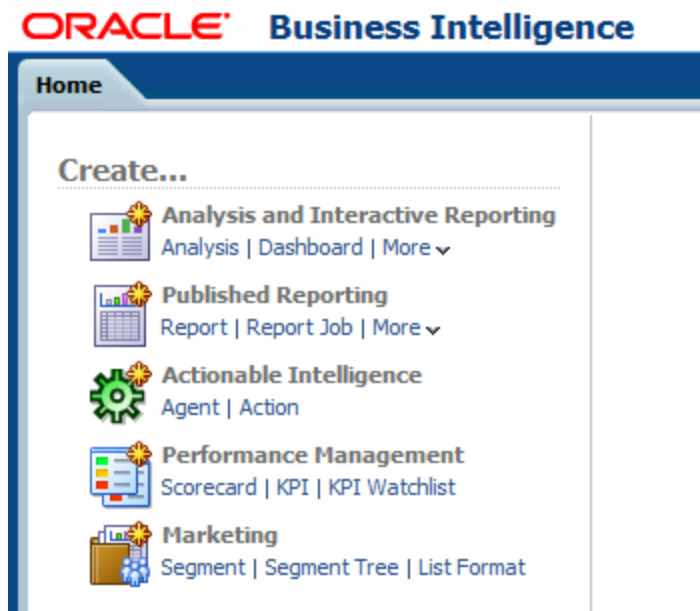 ORACLE Business Intelligence
Home
Create...
Analysis and Interactive Reporting
Analysis | Dashboard | More
Published Reporting
Report | Report Job | More
Actionable Intelligence
Agent | Action
Performance Management
Scorecard | KPI | KPI Watchlist
Marketing
Segment | Segment Tree | List Format